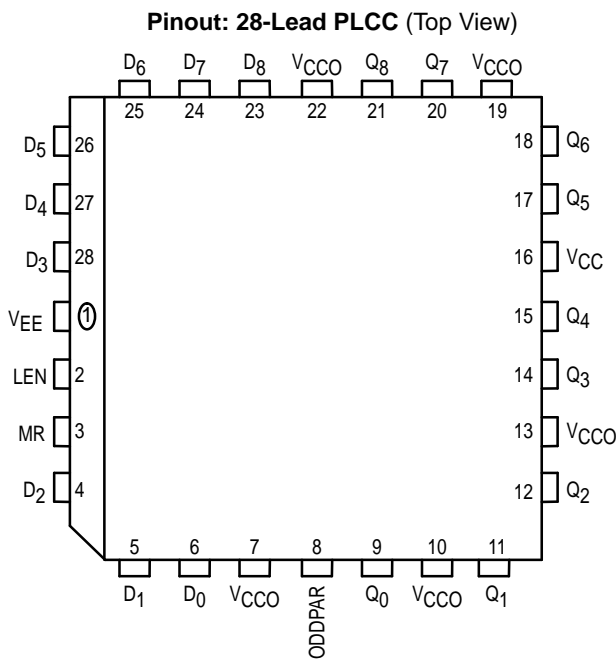 Pinout: 28-Lead PLCC (Top View)
D6 D7 D8 VCCO Q8 Q7 VCCO
25 24 23 22 21 20 19
D5 26 18 Q6
D4 27 17 Q5
D3 28 16 VCC
VEE 1 15 Q4
LEN 2 14 Q3
MR 3 13 VCCO
D2 4 12 Q2
5 6 7 8 9 10 11
D1 D0 VCCO ODDPAR Q0 VCCO Q1